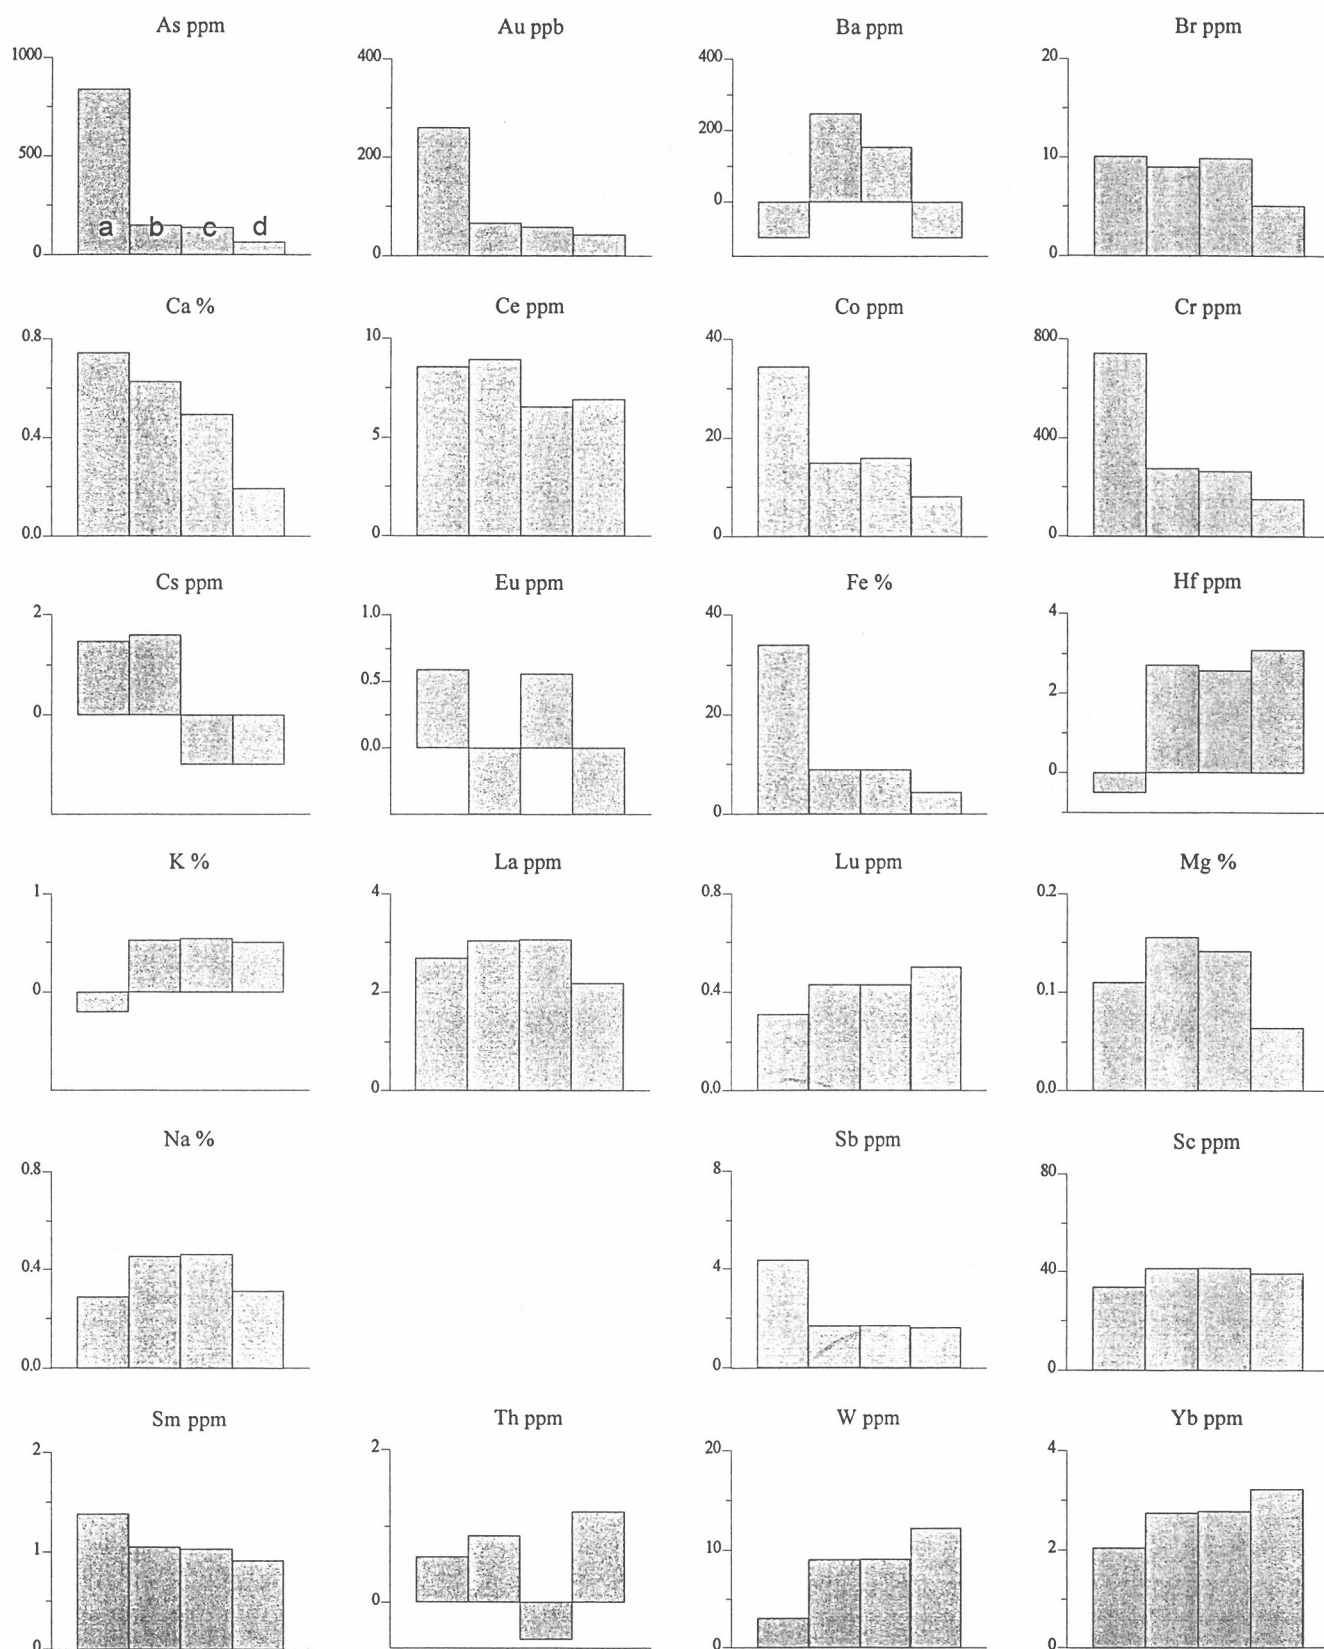 As ppm
Au ppb
Ba ppm
Br ppm
1000
500
0
a b c d
400
200
0
400
200
0
20
10
0
Ca %
Ce ppm
Co ppm
Cr ppm
0.8
0.4
0.0
10
5
0
40
20
0
800
400
0
Cs ppm
Eu ppm
Fe %
Hf ppm
2
0
1.0
0.5
0.0
40
20
0
4
2
0
K %
La ppm
Lu ppm
Mg %
1
0
4
2
0
0.8
0.4
0.0
0.2
0.1
0.0
Na %
Sb ppm
Sc ppm
0.8
0.4
0.0
8
4
0
80
40
0
Sm ppm
Th ppm
W ppm
Yb ppm
2
1
0
2
0
20
10
0
4
2
0